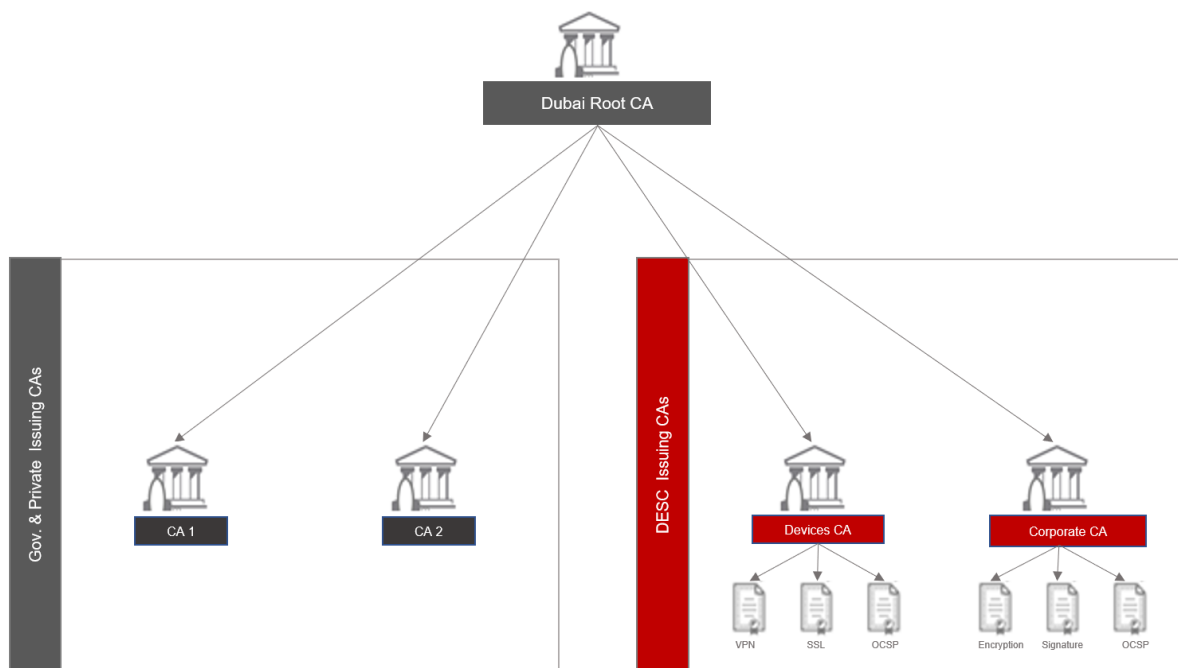 Dubai Root CA
Gov. & Private Issuing CAs
CA 1
CA 2
DESC Issuing CAs
Devices CA
Corporate CA
VPN
SSL
OCSP
Encryption
Signature
OCSP